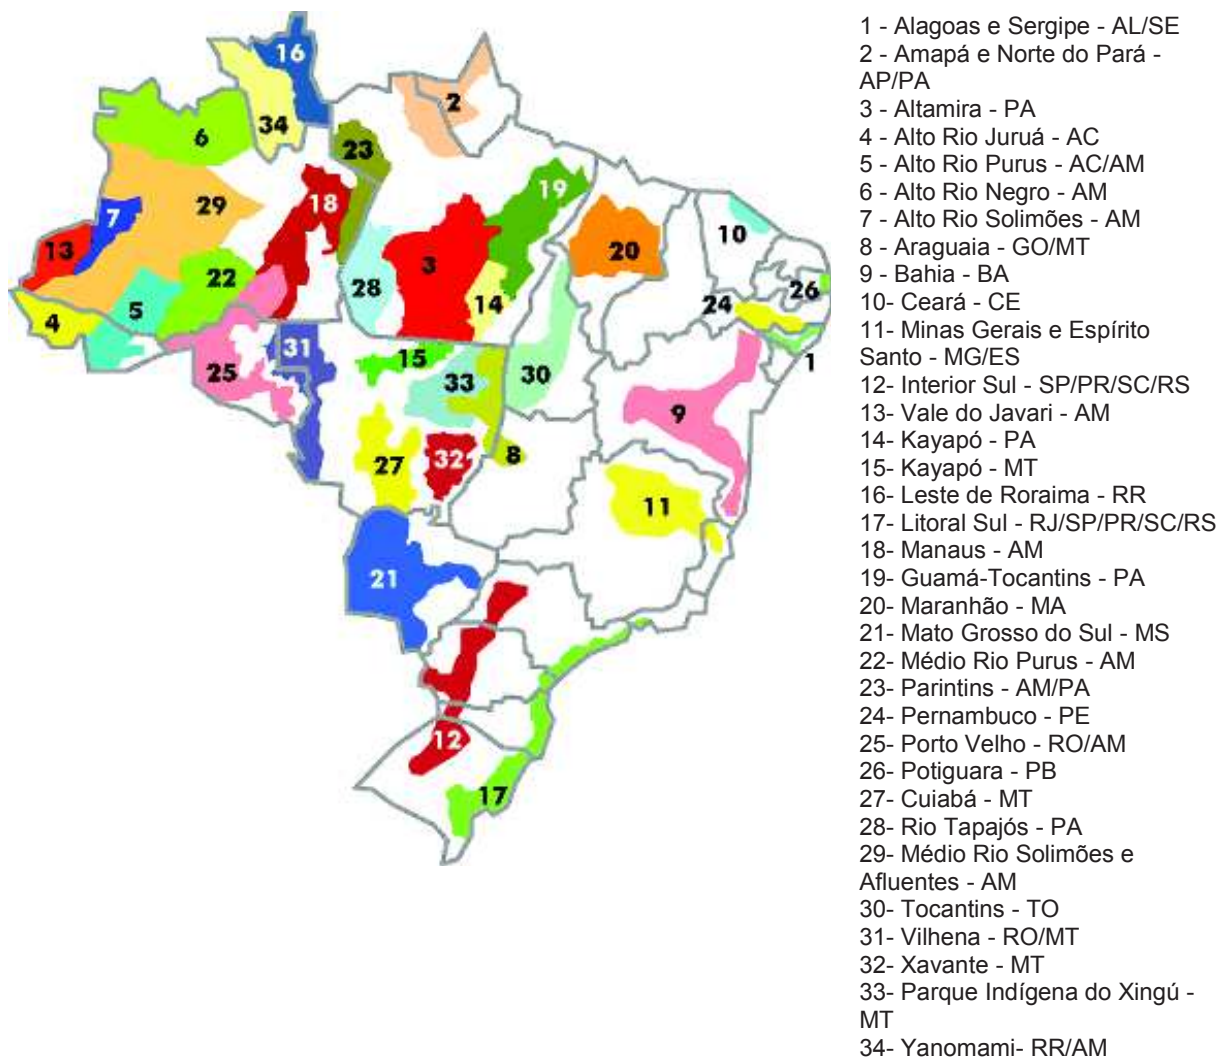 16
2
34
6
23
19
18
29
7
10
13
20
3
26
22
28
14
24
5
4
1
31
15
25
33
30
9
32
8
27
11
21
12
17
1 - Alagoas e Sergipe - AL/SE
2 - Amapá e Norte do Pará -
AP/PA
3 - Altamira - PA
4 - Alto Rio Juruá - AC
5 - Alto Rio Purus - AC/AM
6 - Alto Rio Negro - AM
7 - Alto Rio Solimões - AM
8 - Araguaia - GO/MT
9 - Bahia - BA
10 - Ceará - CE
11- Minas Gerais e Espírito
Santo - MG/ES
12- Interior Sul - SP/PR/SC/RS
13- Vale do Javari - AM
14- Kayapó - PA
15- Kayapó - MT
16- Leste de Roraima - RR
17- Litoral Sul - RJ/SP/PR/SC/RS
18- Manaus - AM
19- Guamá-Tocantins - PA
20- Maranhão - MA
21- Mato Grosso do Sul - MS
22- Médio Rio Purus - AM
23- Parintins - AM/PA
24- Pernambuco - PE
25- Porto Velho - RO/AM
26- Potiguara - PB
27- Cuiabá - MT
28- Rio Tapajós - PA
29- Médio Rio Solimões e
Afluentes - AM
30- Tocantins - TO
31- Vilhena - RO/MT
32- Xavante - MT
33- Parque Indígena do Xingú -
MT
34- Yanomami- RR/AM